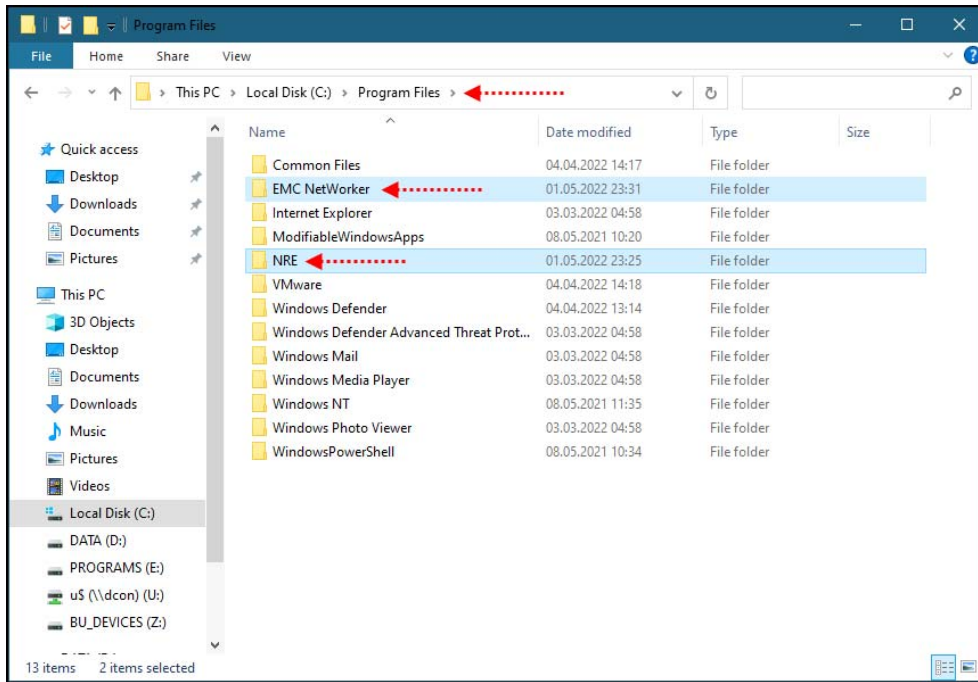 Program Files
File Home Share View
This PC > Local Disk (C:) > Program Files >
Name Date modified Type Size
Quick access
Desktop
Downloads
Documents
Pictures
This PC
3D Objects
Desktop
Documents
Downloads
Music
Pictures
Videos
Local Disk (C:)
DATA (D:)
PROGRAMS (E:)
u$ (\\dcon) (U:)
BU_DEVICES (Z:)
Common Files 04.04.2022 14:17 File folder
EMC NetWorker 01.05.2022 23:31 File folder
Internet Explorer 03.03.2022 04:58 File folder
ModifiableWindowsApps 08.05.2021 10:20 File folder
NRE 01.05.2022 23:25 File folder
VMware 04.04.2022 14:18 File folder
Windows Defender 04.04.2022 13:14 File folder
Windows Defender Advanced Threat Prot... 03.03.2022 04:58 File folder
Windows Mail 03.03.2022 04:58 File folder
Windows Media Player 03.03.2022 04:58 File folder
Windows NT 08.05.2021 11:35 File folder
Windows Photo Viewer 03.03.2022 04:58 File folder
WindowsPowerShell 08.05.2021 10:34 File folder
13 items 2 items selected